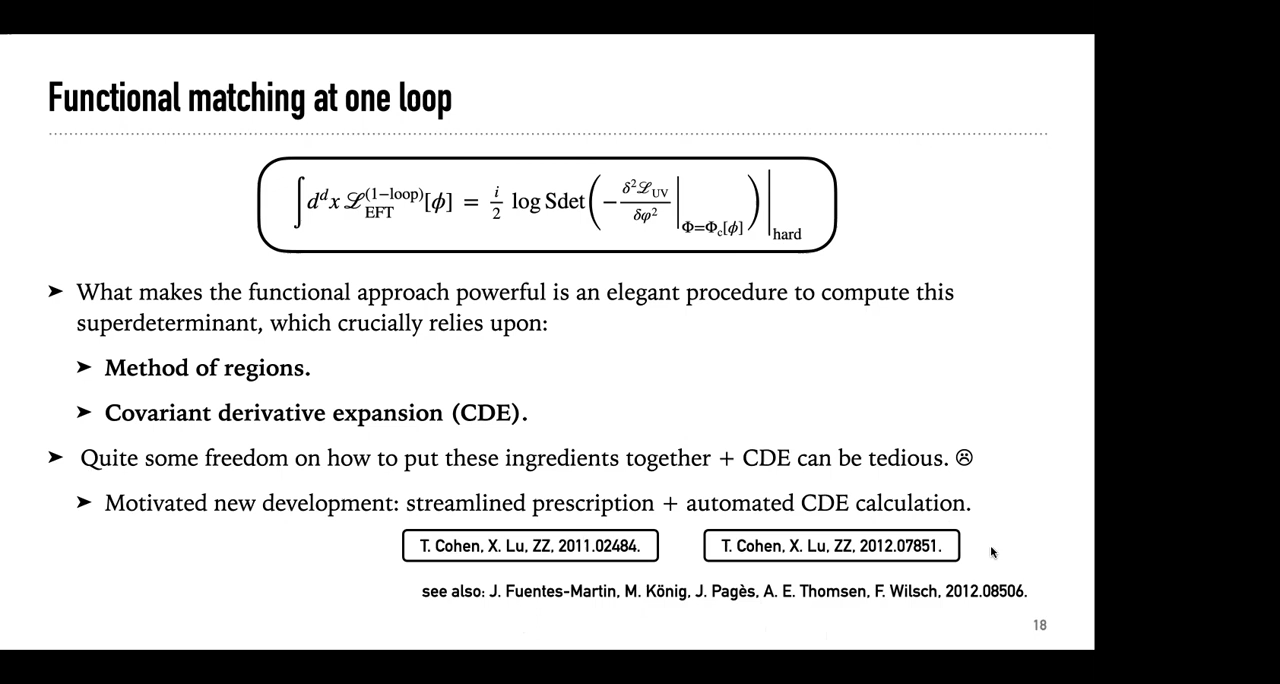 Functional matching at one loop
∫ d^d x ℒ_EFT^(1−loop)[ϕ] = i/2 log Sdet( − δ²ℒ_UV/δφ² |_Φ=Φ_c[ϕ] ) |_hard
➤ What makes the functional approach powerful is an elegant procedure to compute this
superdeterminant, which crucially relies upon:
➤ Method of regions.
➤ Covariant derivative expansion (CDE).
➤ Quite some freedom on how to put these ingredients together + CDE can be tedious. ☹
➤ Motivated new development: streamlined prescription + automated CDE calculation.
T. Cohen, X. Lu, ZZ, 2011.02484. T. Cohen, X. Lu, ZZ, 2012.07851.
see also: J. Fuentes-Martin, M. König, J. Pagès, A. E. Thomsen, F. Wilsch, 2012.08506.
18